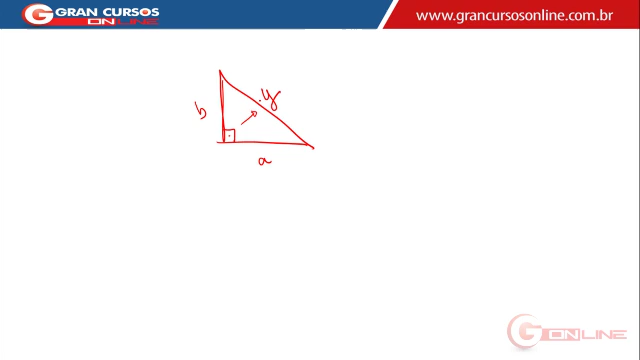 GRAN CURSOS
ONLINE
www.grancursosonline.com.br
y
b
a
G ONLINE